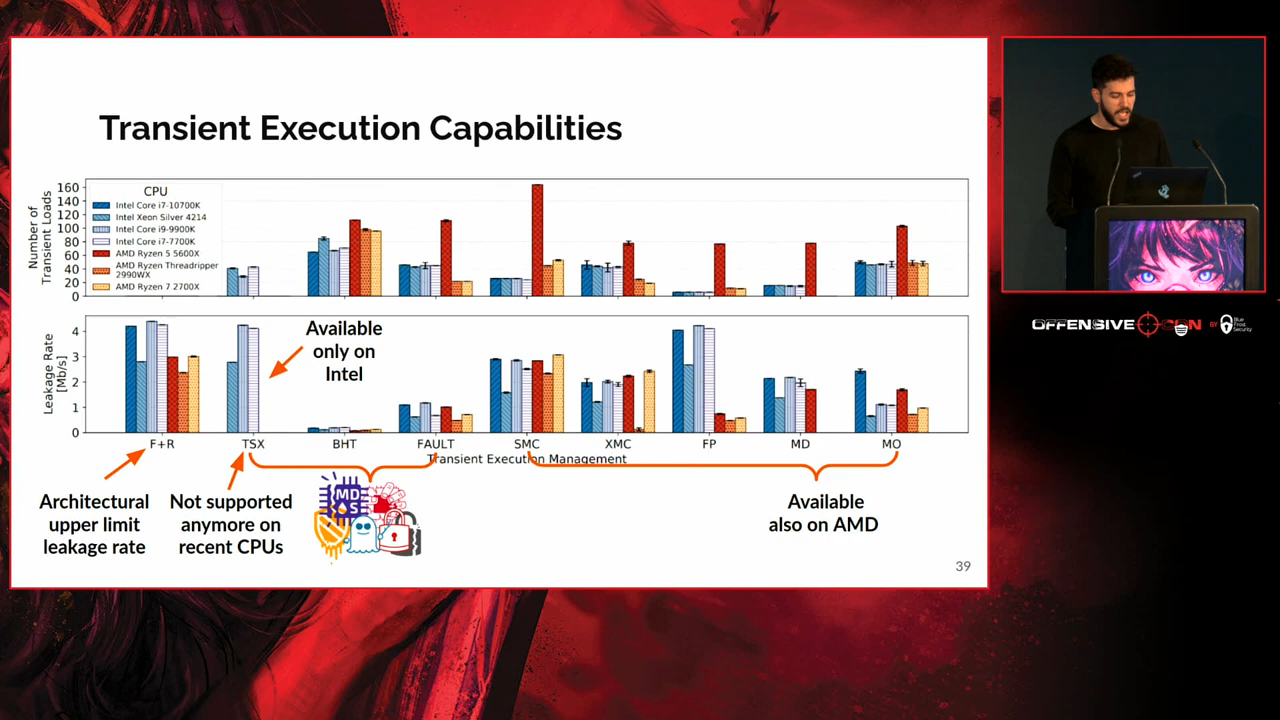 Transient Execution Capabilities
Number of
Transient Loads
160
140
120
100
80
60
40
20
0
CPU
Intel Core i7-10700K
Intel Xeon Silver 4214
Intel Core i9-9900K
Intel Core i7-7700K
AMD Ryzen 5 5600X
AMD Ryzen Threadripper
2990WX
AMD Ryzen 7 2700X
Leakage Rate
[Mb/s]
4
3
2
1
0
Available
only on
Intel
F+R
TSX
BHT
FAULT
SMC
XMC
FP
MD
MO
Transient Execution Management
Architectural
upper limit
leakage rate
Not supported
anymore on
recent CPUs
MD
S
Available
also on AMD
39
OFFENSIVE CON
BY Blue
Frost
Security